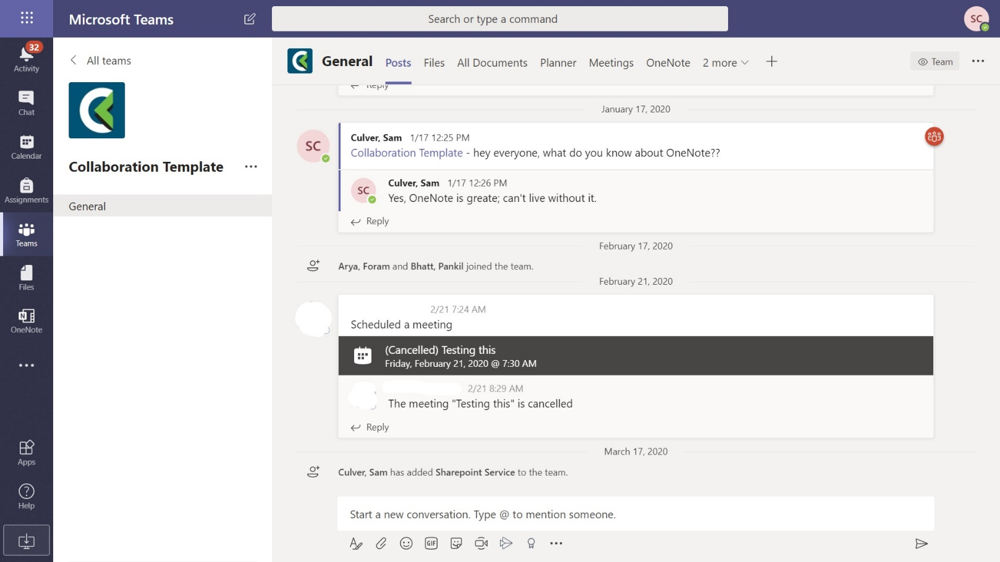 Microsoft Teams
Search or type a command
SC
32
Activity
Chat
Calendar
Assignments
Teams
Files
OneNote
Apps
Help
All teams
Collaboration Template
General
General
Posts
Files
All Documents
Planner
Meetings
OneNote
2 more
Team
Reply
January 17, 2020
SC
Culver, Sam 1/17 12:25 PM
Collaboration Template - hey everyone, what do you know about OneNote??
SC
Culver, Sam 1/17 12:26 PM
Yes, OneNote is greate; can't live without it.
Reply
February 17, 2020
Arya, Foram and Bhatt, Pankil joined the team.
February 21, 2020
2/21 7:24 AM
Scheduled a meeting
(Cancelled) Testing this
Friday, February 21, 2020 @ 7:30 AM
2/21 8:29 AM
The meeting "Testing this" is cancelled
Reply
March 17, 2020
Culver, Sam has added Sharepoint Service to the team.
Start a new conversation. Type @ to mention someone.
GIF